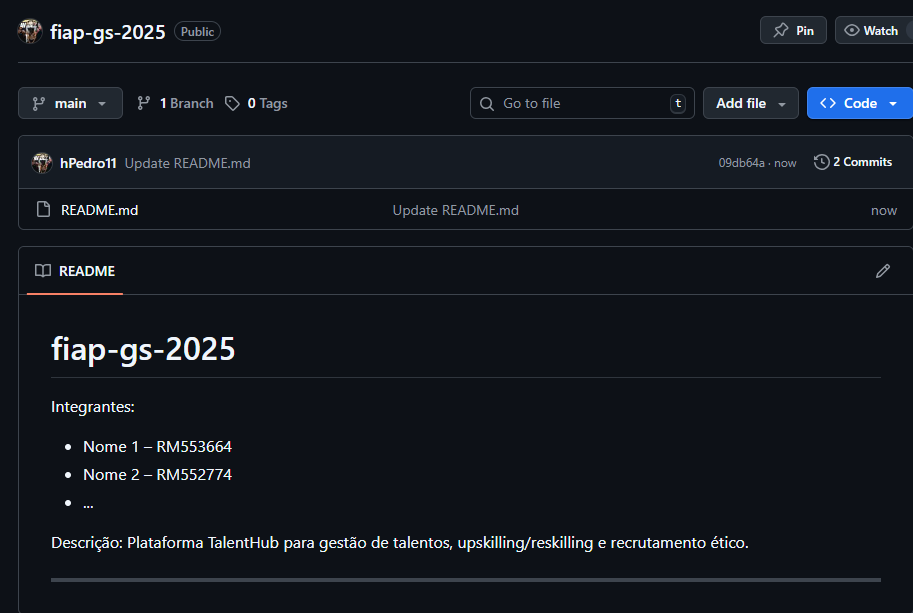 fiap-gs-2025 Public Pin Watch
main 1 Branch 0 Tags Go to file t Add file Code
hPedro11 Update README.md 09db64a · now 2 Commits
README.md Update README.md now
README
fiap-gs-2025
Integrantes:
• Nome 1 – RM553664
• Nome 2 – RM552774
• ...
Descrição: Plataforma TalentHub para gestão de talentos, upskilling/reskilling e recrutamento ético.